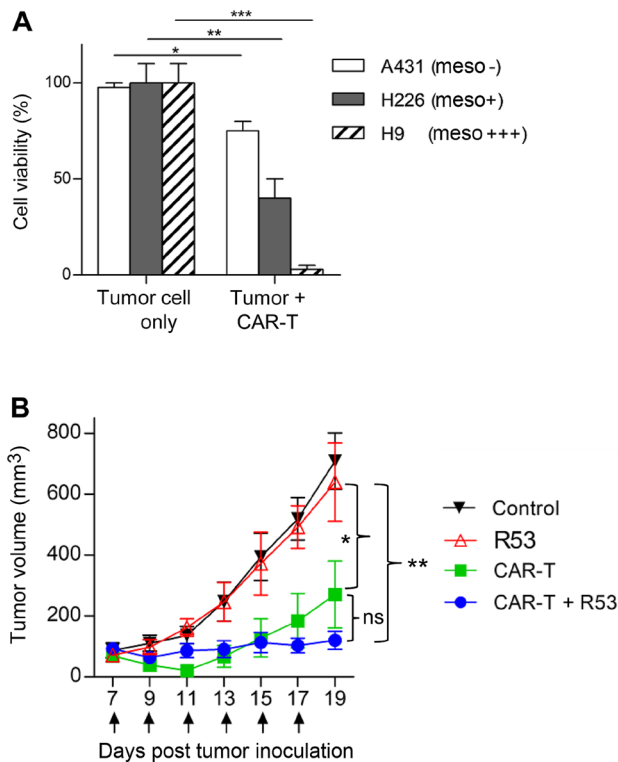 A
***
**
*
Cell viability (%)
100
50
0
Tumor cell only
Tumor + CAR-T
A431 (meso -)
H226 (meso+)
H9 (meso +++)
B
Tumor volume (mm3)
800
600
400
200
0
7 9 11 13 15 17 19
Days post tumor inoculation
*
**
ns
Control
R53
CAR-T
CAR-T + R53